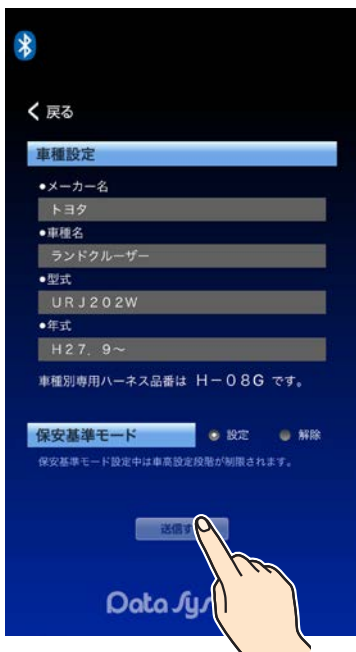 戻る
車種設定
●メーカー名
トヨタ
●車種名
ランドクルーザー
●型式
URJ202W
●年式
H27.9～
車種別専用ハーネス品番は H－08G です。
保安基準モード 設定 解除
保安基準モード設定中は車高設定段階が制限されます。
送信す
Data Sy